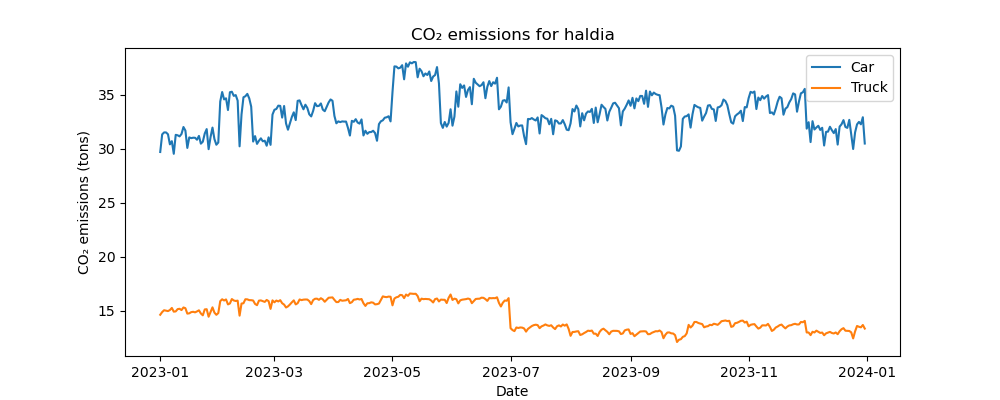 CO₂ emissions for haldia
Car
Truck
CO₂ emissions (tons)
35
30
25
20
15
2023-01
2023-03
2023-05
2023-07
2023-09
2023-11
2024-01
Date